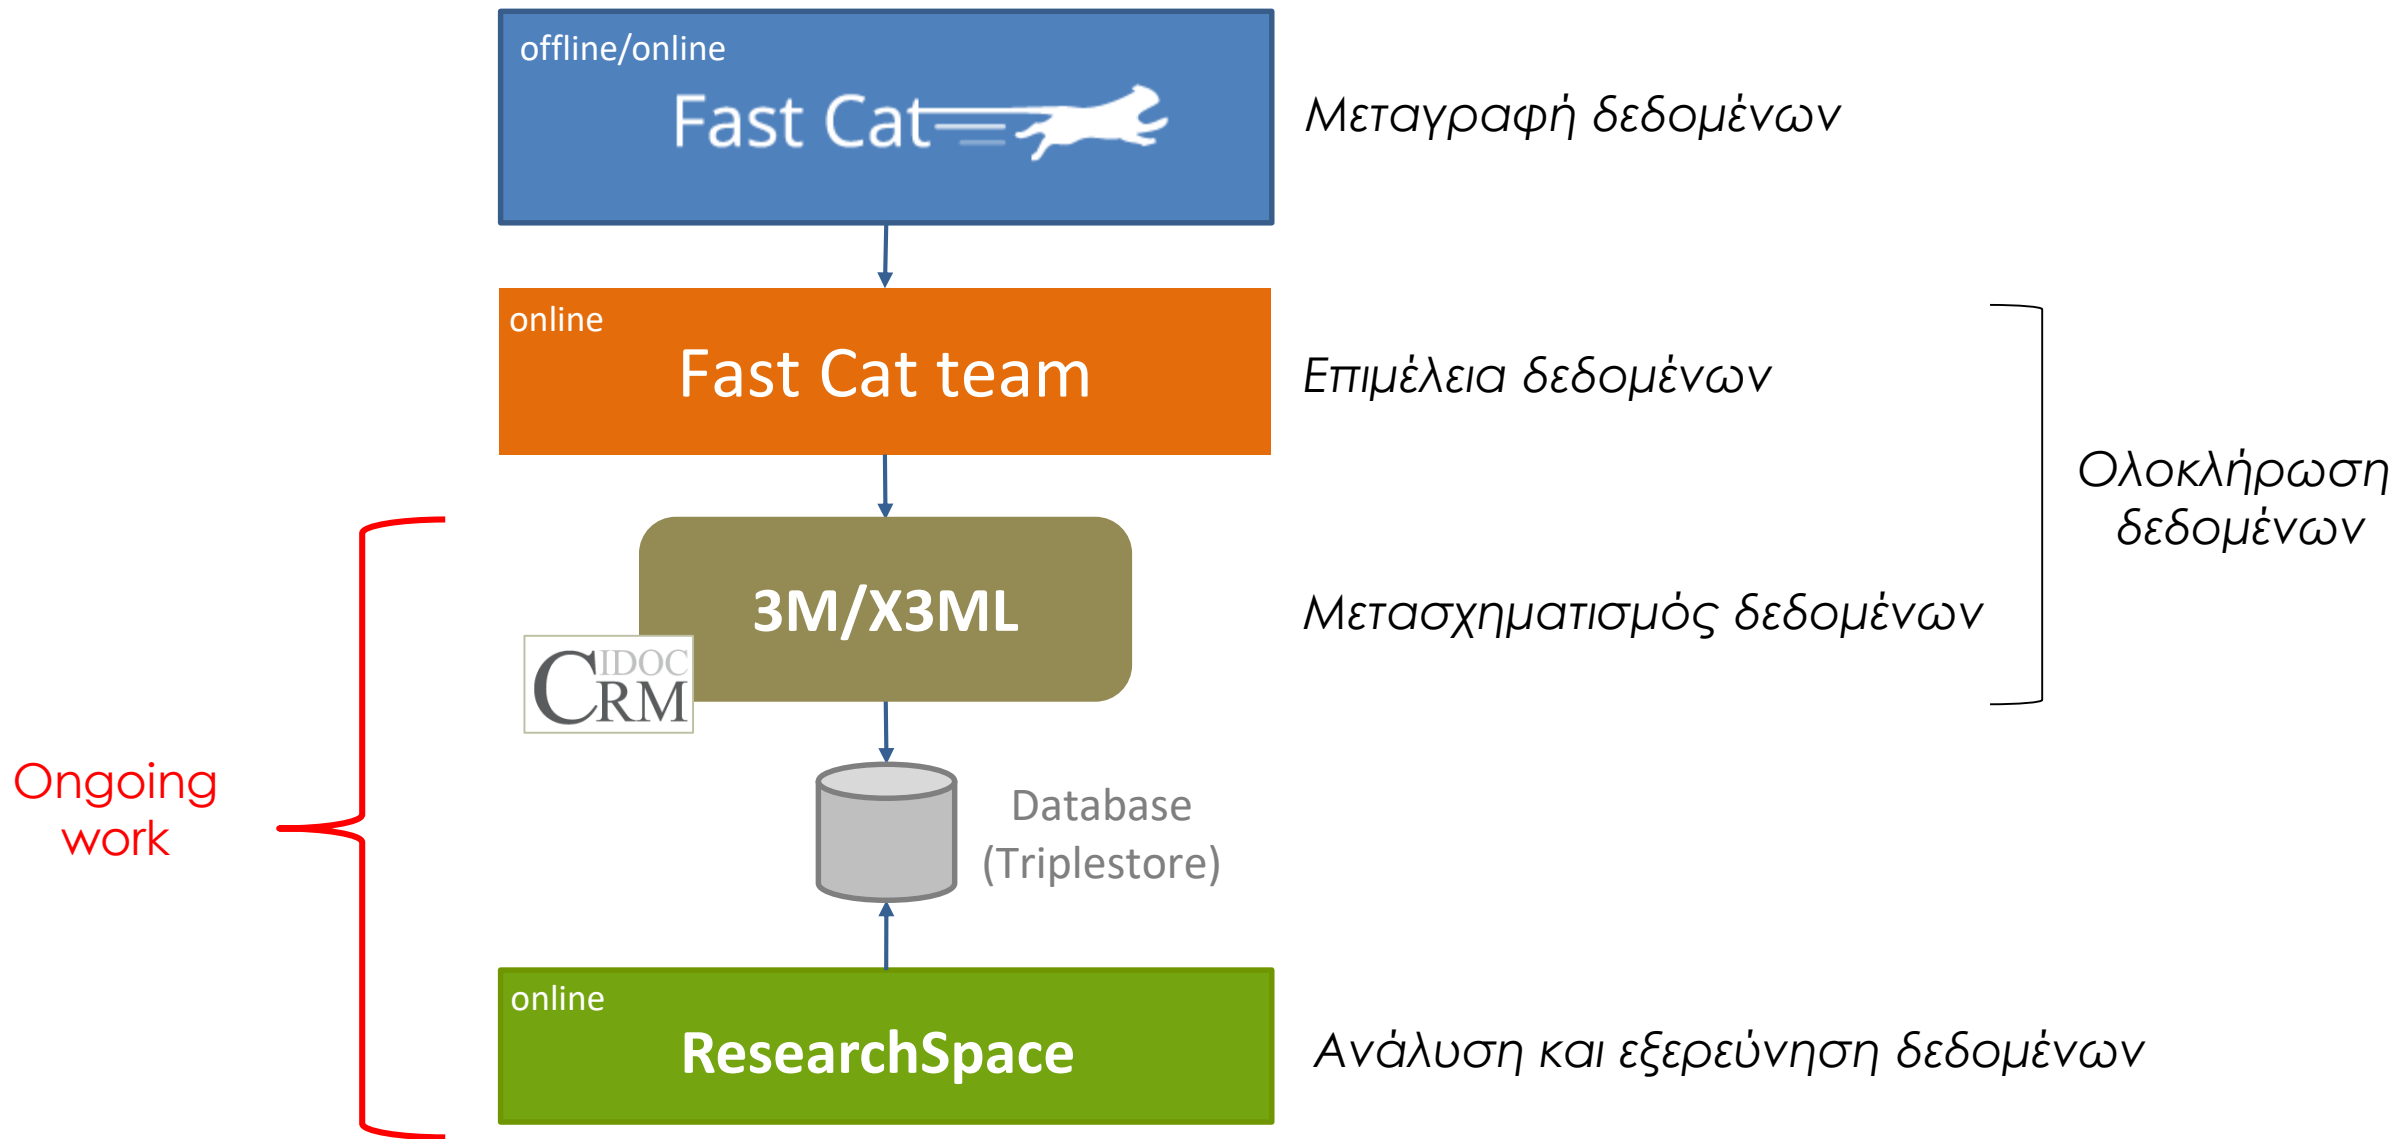 offline/online
Fast Cat
Μεταγραφή δεδομένων
online
Fast Cat team
Επιμέλεια δεδομένων
Ολοκλήρωση
δεδομένων
3M/X3ML
Μετασχηματισμός δεδομένων
CIDOC
CRM
Ongoing
work
Database
(Triplestore)
online
ResearchSpace
Ανάλυση και εξερεύνηση δεδομένων